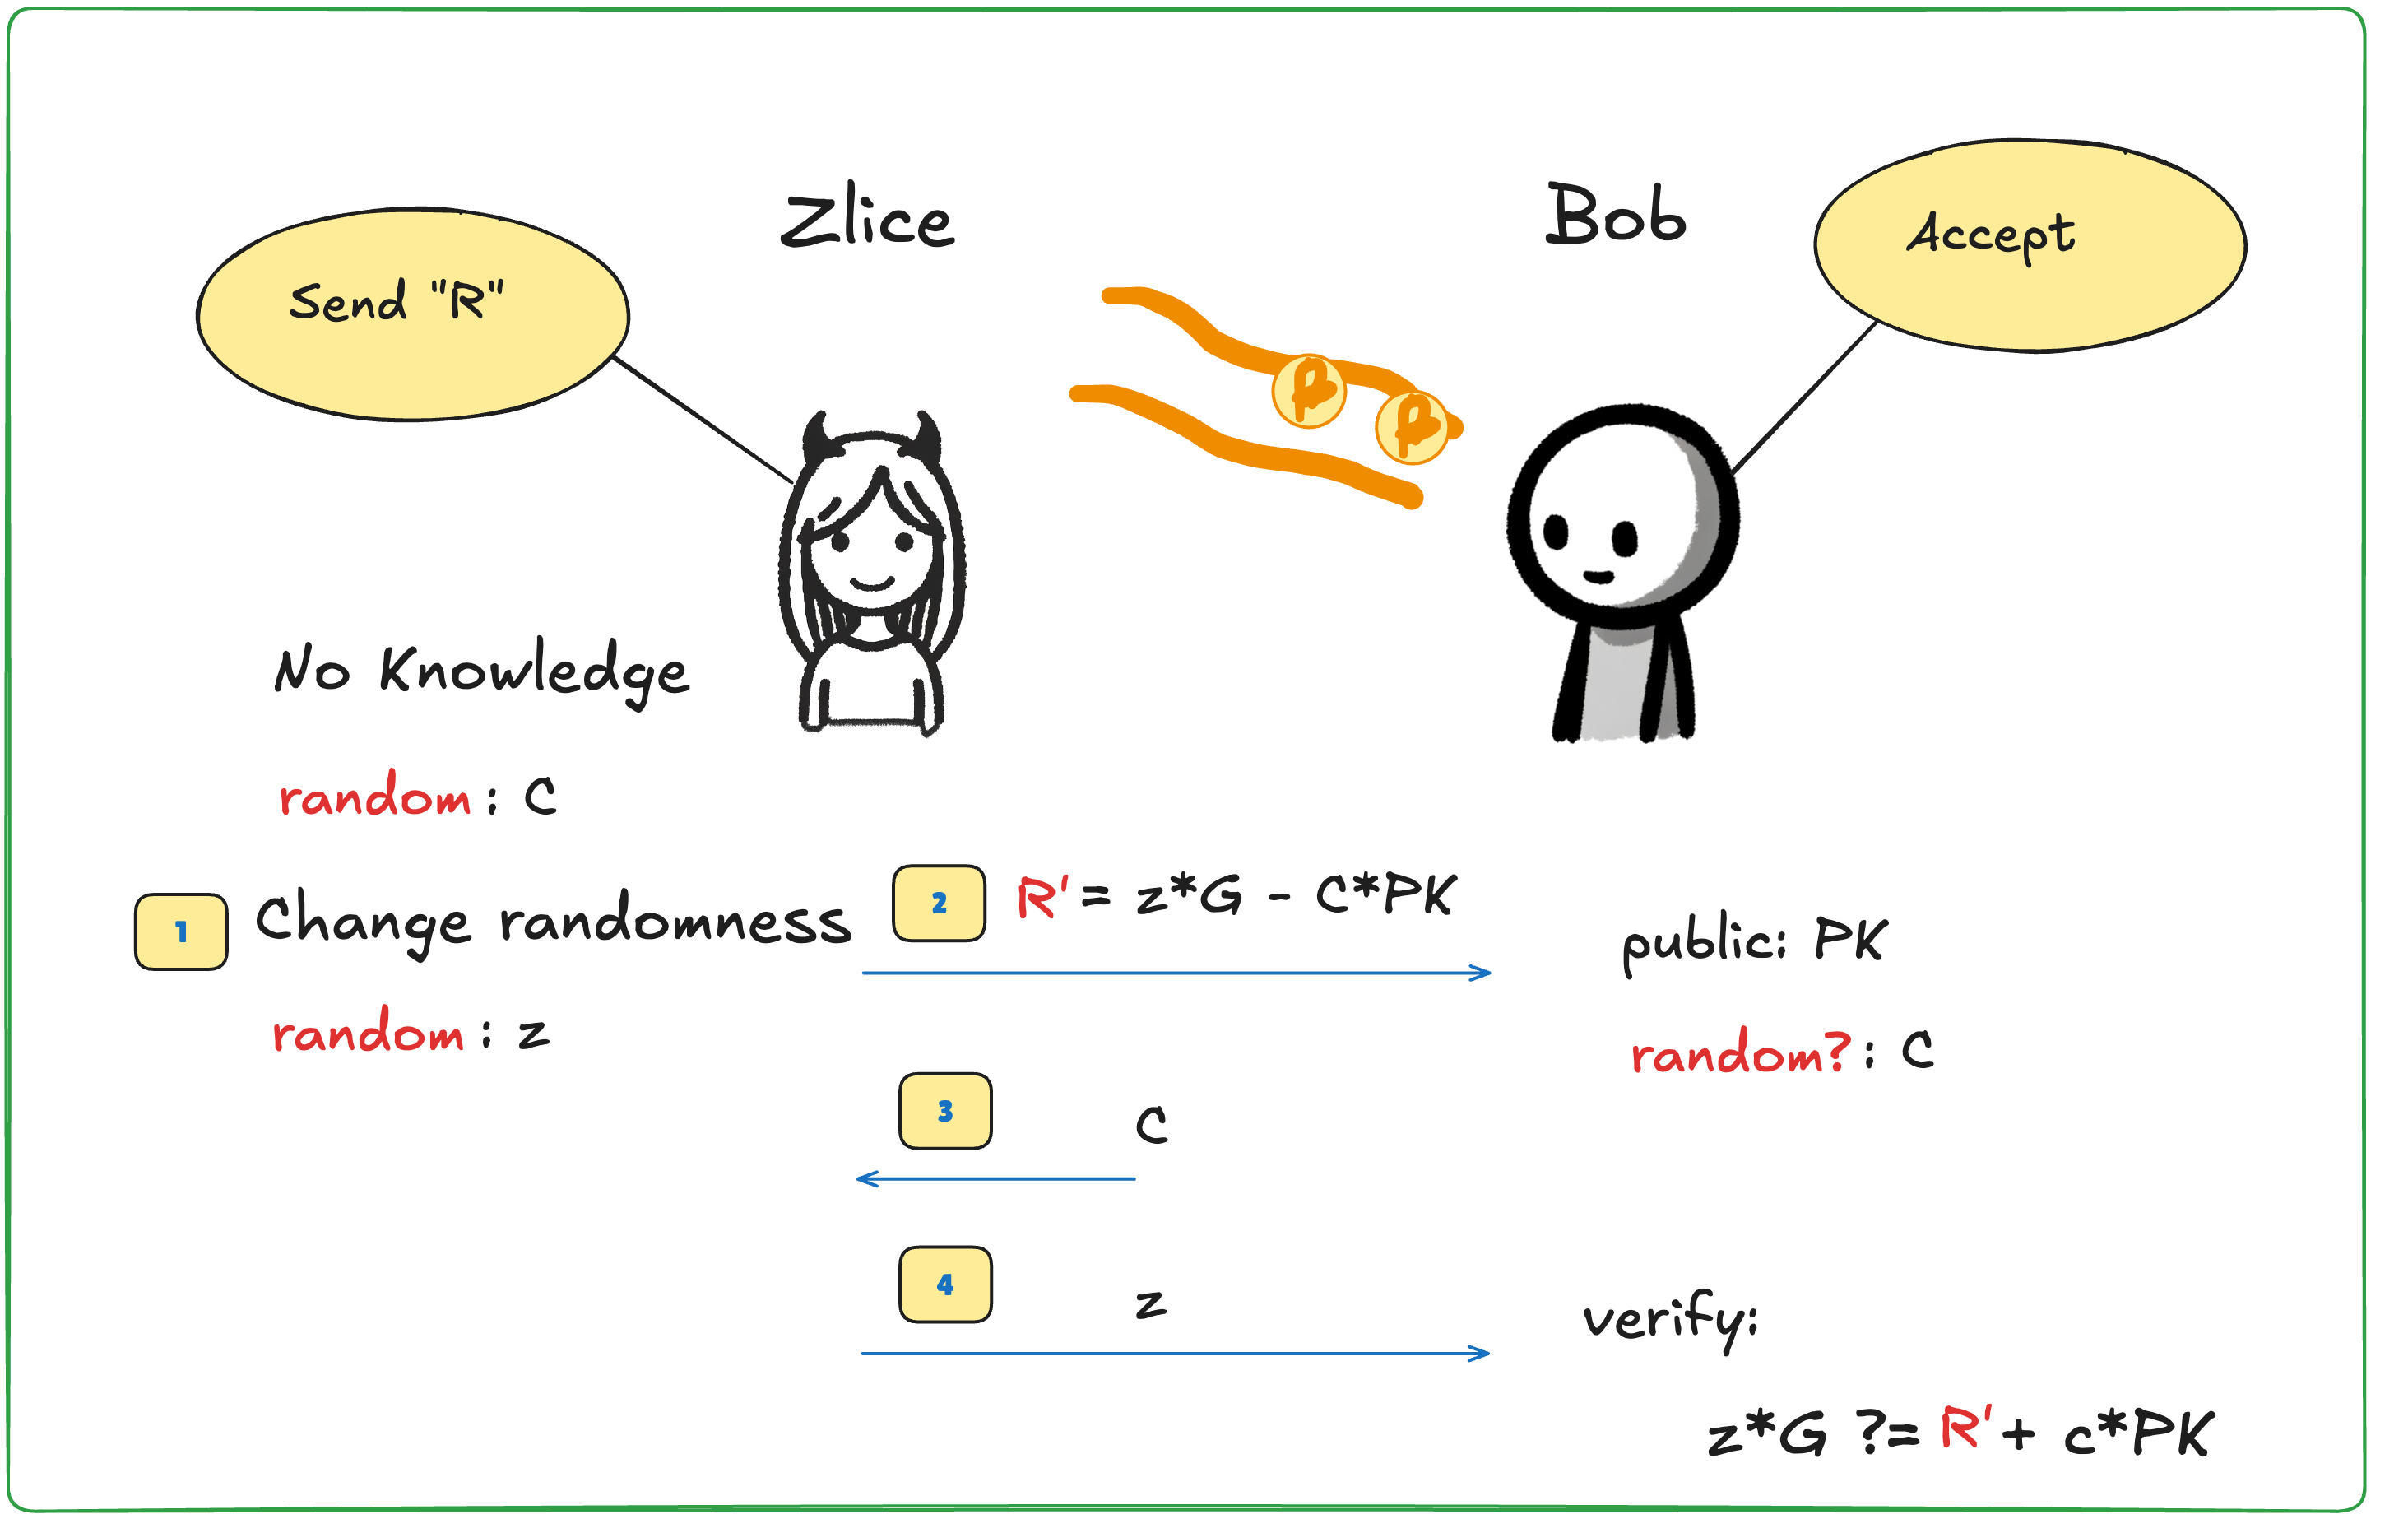 Zlice
Bob
Send "R"
Accept
No Knowledge
random: C
1 Change randomness
2 R'= z*G - C*PK
public: PK
random: z
random?: C
3 C
4 z
verify:
z*G ?= R'+ c*PK